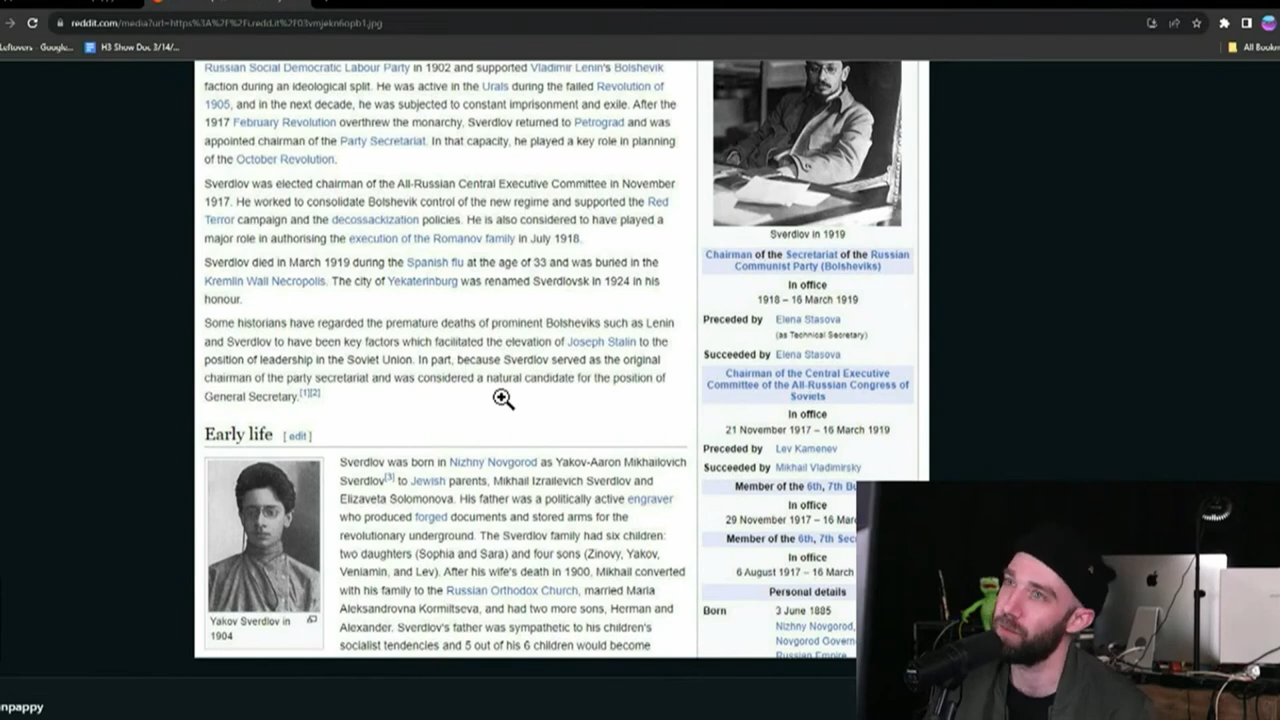 reddit.com/media?url=https%3A%2F%2Fi.redd.it%2F03vmjekn6opb1.jpg
Leftovers - Google...
H3 Show Doc 3/14/...
All Bookm
Russian Social Democratic Labour Party in 1902 and supported Vladimir Lenin's Bolshevik
faction during an ideological split. He was active in the Urals during the failed Revolution of
1905, and in the next decade, he was subjected to constant imprisonment and exile. After the
1917 February Revolution overthrew the monarchy, Sverdlov returned to Petrograd and was
appointed chairman of the Party Secretariat. In that capacity, he played a key role in planning
of the October Revolution.
Sverdlov was elected chairman of the All-Russian Central Executive Committee in November
1917. He worked to consolidate Bolshevik control of the new regime and supported the Red
Terror campaign and the decossackization policies. He is also considered to have played a
major role in authorising the execution of the Romanov family in July 1918.
Sverdlov died in March 1919 during the Spanish flu at the age of 33 and was buried in the
Kremlin Wall Necropolis. The city of Yekaterinburg was renamed Sverdlovsk in 1924 in his
honour.
Some historians have regarded the premature deaths of prominent Bolsheviks such as Lenin
and Sverdlov to have been key factors which facilitated the elevation of Joseph Stalin to the
position of leadership in the Soviet Union. In part, because Sverdlov served as the original
chairman of the party secretariat and was considered a natural candidate for the position of
General Secretary.[1][2]
Early life [ edit ]
Yakov Sverdlov in
1904
Sverdlov was born in Nizhny Novgorod as Yakov-Aaron Mikhailovich
Sverdlov[3] to Jewish parents, Mikhail Izrailevich Sverdlov and
Elizaveta Solomonova. His father was a politically active engraver
who produced forged documents and stored arms for the
revolutionary underground. The Sverdlov family had six children:
two daughters (Sophia and Sara) and four sons (Zinovy, Yakov,
Veniamin, and Lev). After his wife's death in 1900, Mikhail converted
with his family to the Russian Orthodox Church, married Maria
Aleksandrovna Kormiltseva, and had two more sons, Herman and
Alexander. Sverdlov's father was sympathetic to his children's
socialist tendencies and 5 out of his 6 children would become
Sverdlov in 1919
Chairman of the Secretariat of the Russian
Communist Party (Bolsheviks)
In office
1918 – 16 March 1919
Preceded by Elena Stasova
(as Technical Secretary)
Succeeded by Elena Stasova
Chairman of the Central Executive
Committee of the All-Russian Congress of
Soviets
In office
21 November 1917 – 16 March 1919
Preceded by Lev Kamenev
Succeeded by Mikhail Vladimirsky
Member of the 6th, 7th Bu
In office
29 November 1917 – 16 Mar
Member of the 6th, 7th Sec
In office
6 August 1917 – 16 March
Personal details
Born 3 June 1885
Nizhny Novgorod,
Novgorod Govern
Russian Empire
npappy